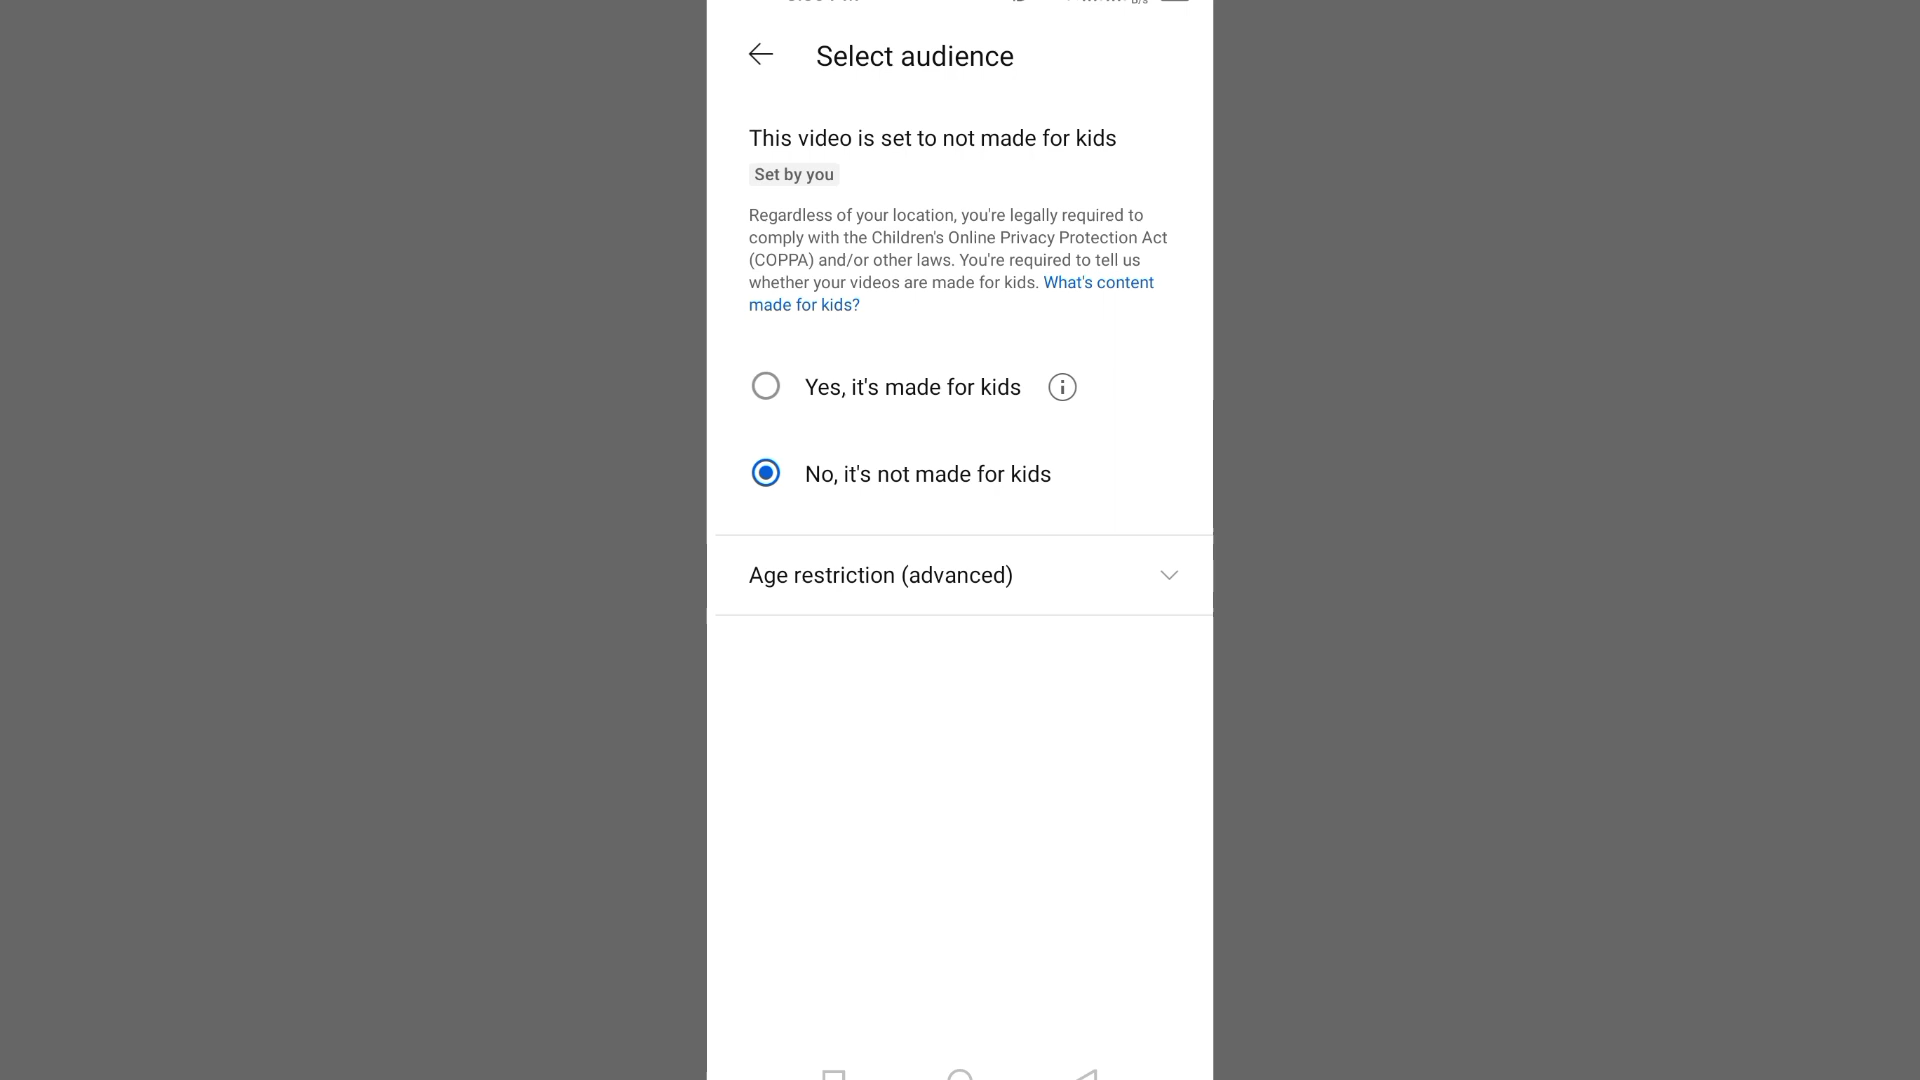 Select audience
This video is set to not made for kids
Set by you
Regardless of your location, you're legally required to
comply with the Children's Online Privacy Protection Act
(COPPA) and/or other laws. You're required to tell us
whether your videos are made for kids. What's content
made for kids?
Yes, it's made for kids
No, it's not made for kids
Age restriction (advanced)